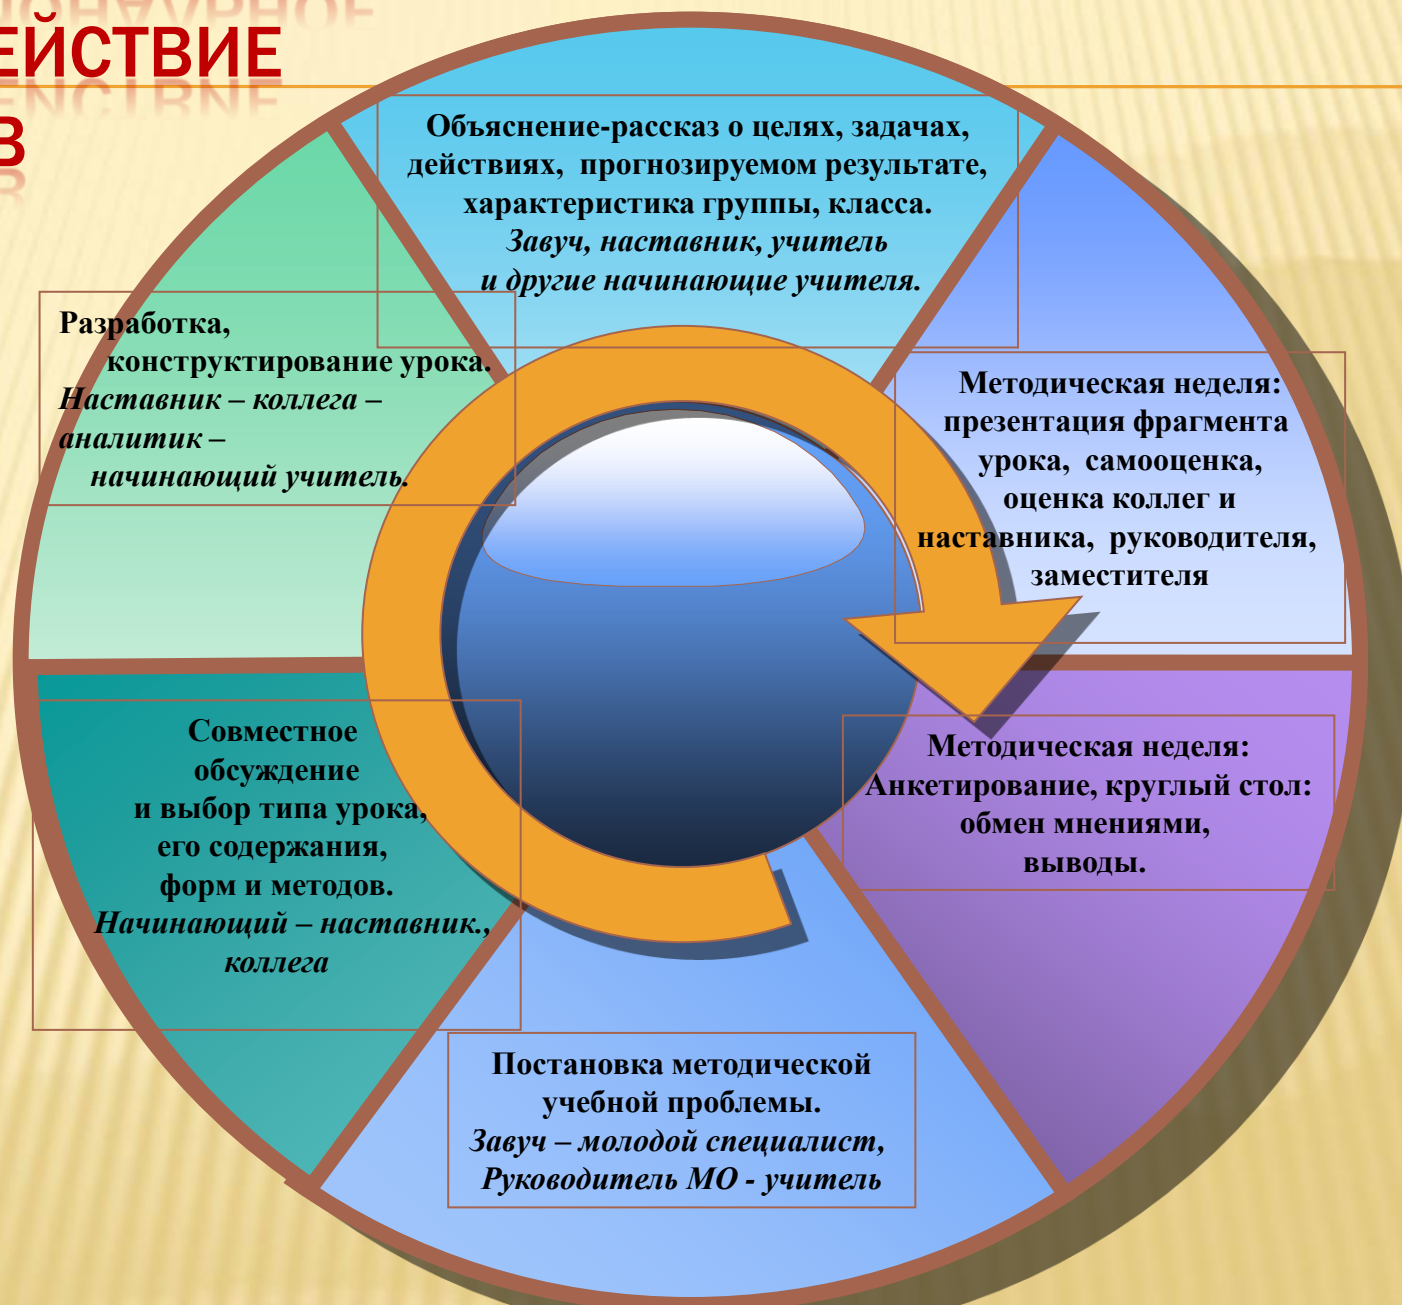 ЕЙСТВИЕ
В
Объяснение-рассказ о целях, задачах,
действиях, прогнозируемом результате,
характеристика группы, класса.
Завуч, наставник, учитель
и другие начинающие учителя.
Разработка,
конструктирование урока.
Наставник – коллега –
аналитик –
начинающий учитель.
Методическая неделя:
презентация фрагмента
урока, самооценка,
оценка коллег и
наставника, руководителя,
заместителя
Совместное
обсуждение
и выбор типа урока,
его содержания,
форм и методов.
Начинающий – наставник.,
коллега
Методическая неделя:
Анкетирование, круглый стол:
обмен мнениями,
выводы.
Постановка методической
учебной проблемы.
Завуч – молодой специалист,
Руководитель МО - учитель